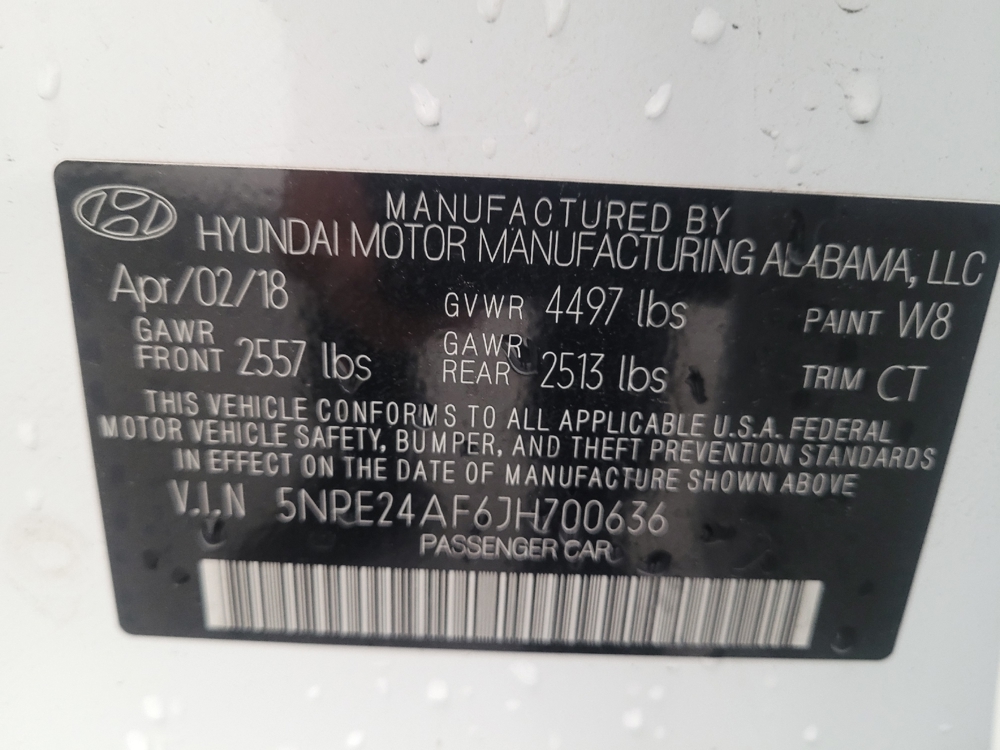 MANUFACTURED BY
HYUNDAI MOTOR MANUFACTURING ALABAMA, LLC
Apr/02/18 GVWR 4497 lbs PAINT W8
GAWR FRONT 2557 lbs GAWR REAR 2513 lbs TRIM CT
THIS VEHICLE CONFORMS TO ALL APPLICABLE U.S.A. FEDERAL
MOTOR VEHICLE SAFETY, BUMPER, AND THEFT PREVENTION STANDARDS
IN EFFECT ON THE DATE OF MANUFACTURE SHOWN ABOVE
V.I.N 5NPE24AF6JH700636
PASSENGER CAR